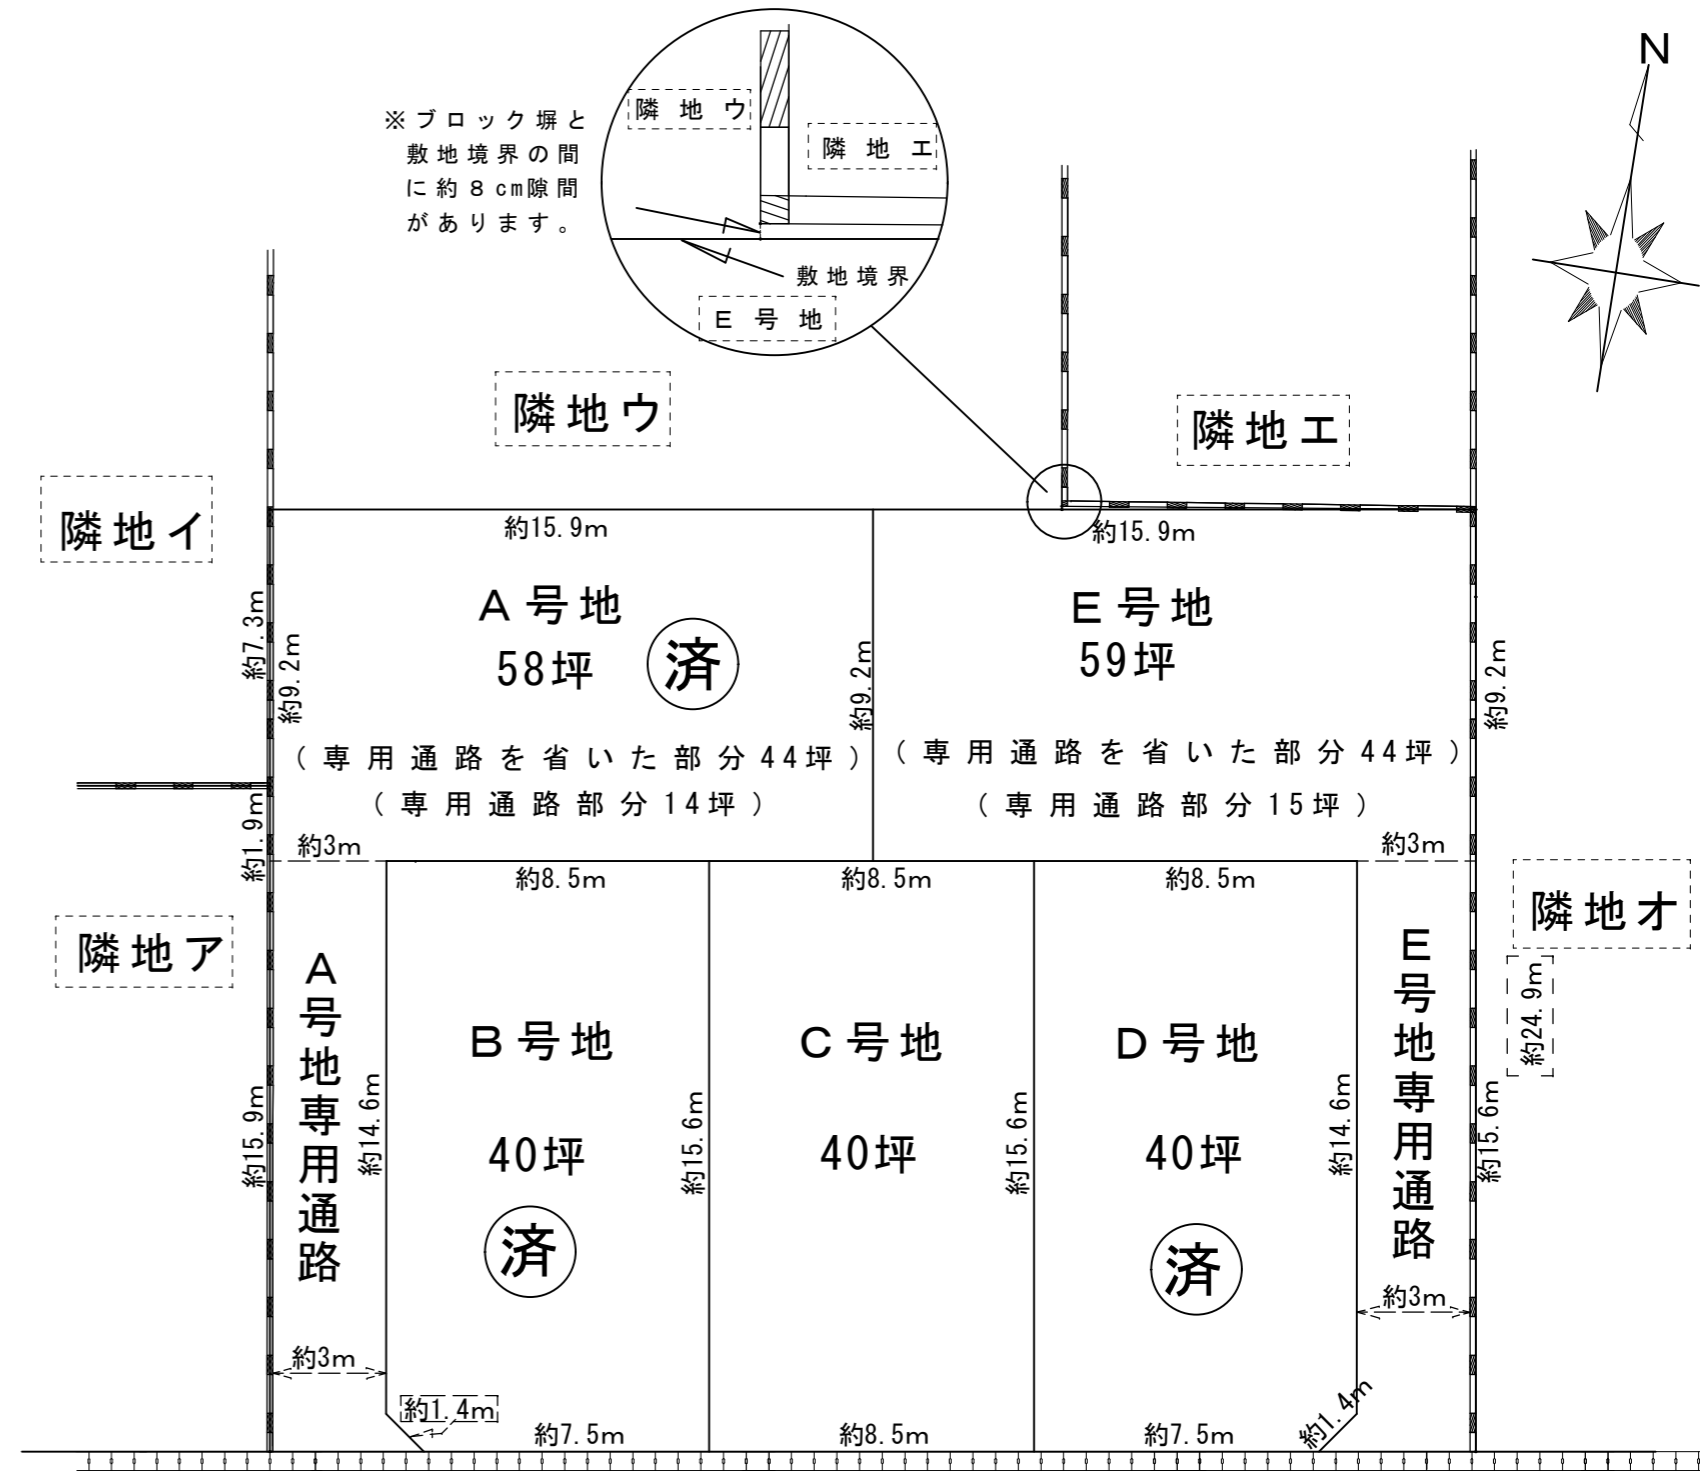 N
※ブロック塀と
敷地境界の間
に約8cm隙間
があります。
隣地ウ
隣地エ
敷地境界
E号地
隣地ウ
隣地エ
隣地イ
約15.9m
約15.9m
A号地
58坪
済
E号地
59坪
約7.3m
約9.2m
約9.2m
約9.2m
(専用通路を省いた部分44坪)
(専用通路部分14坪)
(専用通路を省いた部分44坪)
(専用通路部分15坪)
約1.9m
約3m
約3m
約8.5m
約8.5m
約8.5m
隣地ア
隣地オ
約24.9m
A号地専用通路
B号地
40坪
済
C号地
40坪
D号地
40坪
済
E号地専用通路
約15.9m
約14.6m
約15.6m
約15.6m
約14.6m
約15.6m
約3m
約3m
約1.4m
約7.5m
約8.5m
約7.5m
約1.4m